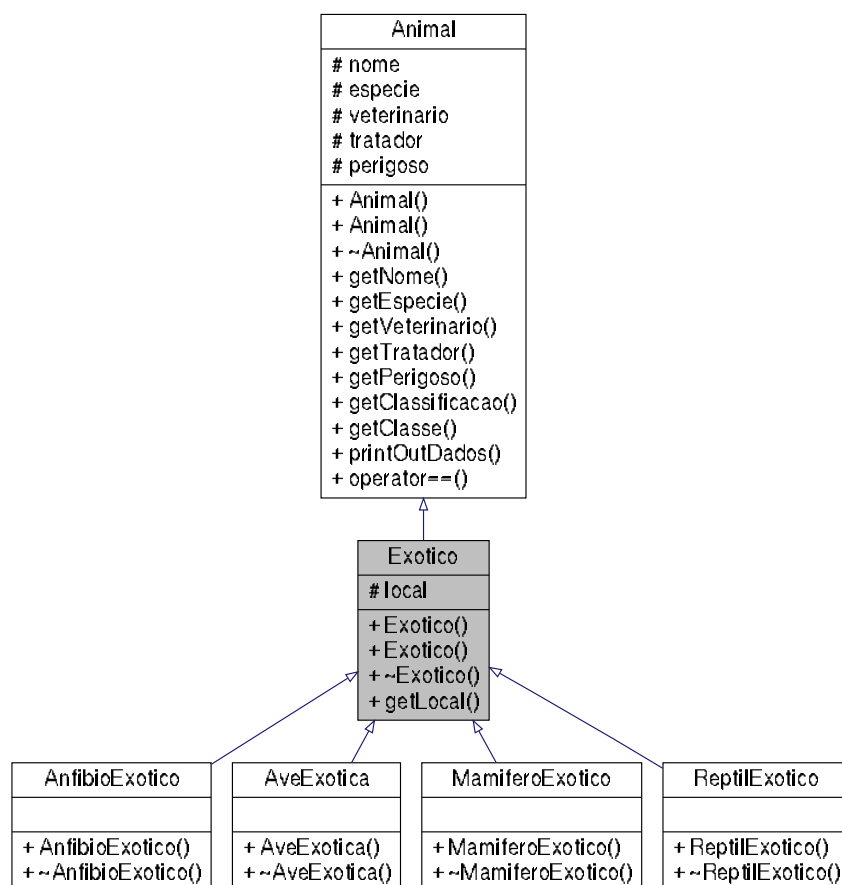 Animal
# nome
# especie
# veterinario
# tratador
# perigoso
+ Animal()
+ Animal()
+ ~Animal()
+ getNome()
+ getEspecie()
+ getVeterinario()
+ getTratador()
+ getPerigoso()
+ getClassificacao()
+ getClasse()
+ printOutDados()
+ operator==()
Exotico
# local
+ Exotico()
+ Exotico()
+ ~Exotico()
+ getLocal()
AnfibioExotico
+ AnfibioExotico()
+ ~AnfibioExotico()
AveExotica
+ AveExotica()
+ ~AveExotica()
MamiferoExotico
+ MamiferoExotico()
+ ~MamiferoExotico()
ReptilExotico
+ ReptilExotico()
+ ~ReptilExotico()